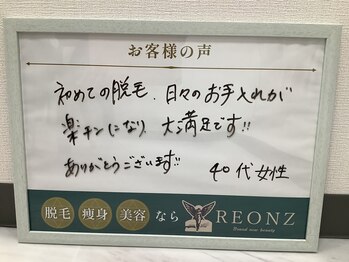 お客様の声
初めての脱毛、日々のお手入れが
楽チンになり、大満足です!!
ありがとうございます!! 40代女性
脱毛 痩身 美容 なら REONZ